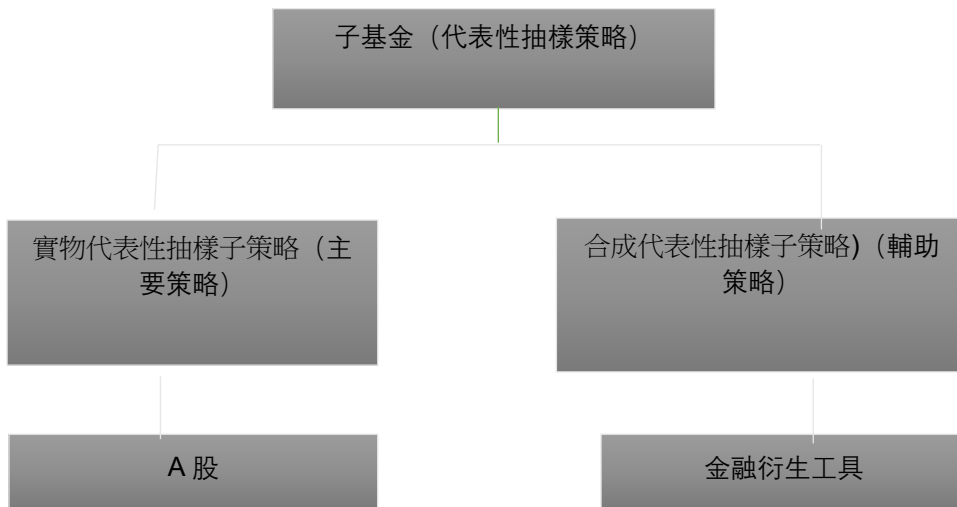 子基金（代表性抽樣策略）
實物代表性抽樣子策略（主
要策略）
合成代表性抽樣子策略)（輔助
策略）
A 股
金融衍生工具